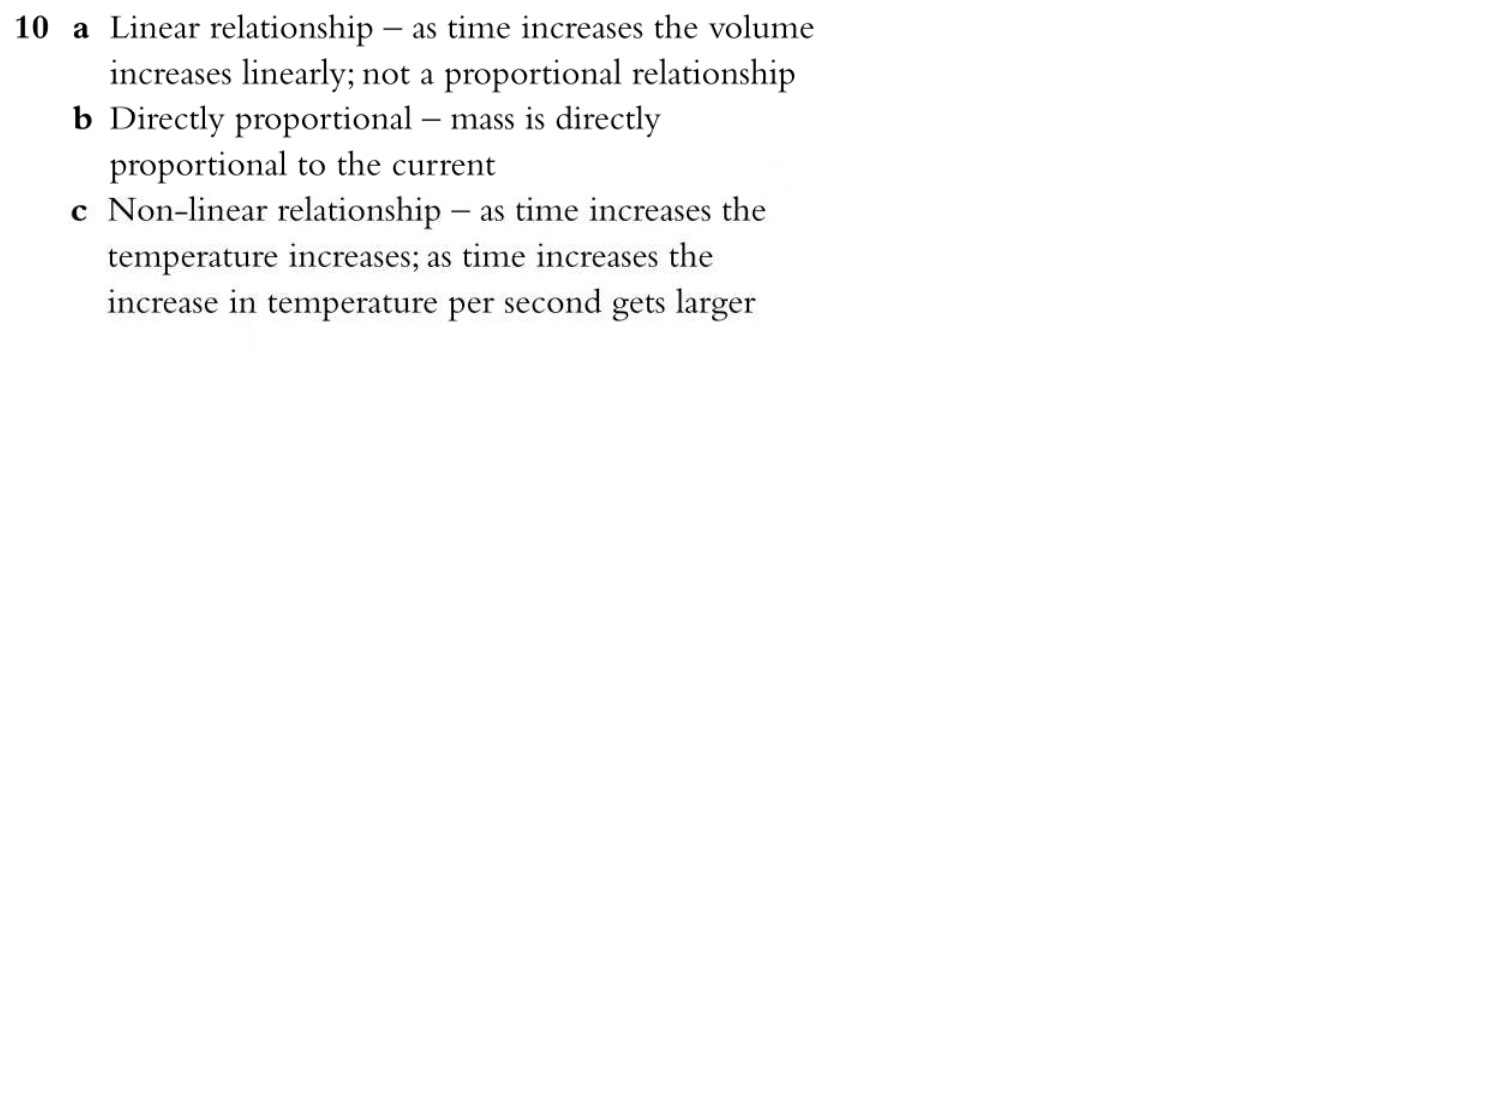 10 a Linear relationship – as time increases the volume
increases linearly; not a proportional relationship
b Directly proportional – mass is directly
proportional to the current
c Non-linear relationship – as time increases the
temperature increases; as time increases the
increase in temperature per second gets larger